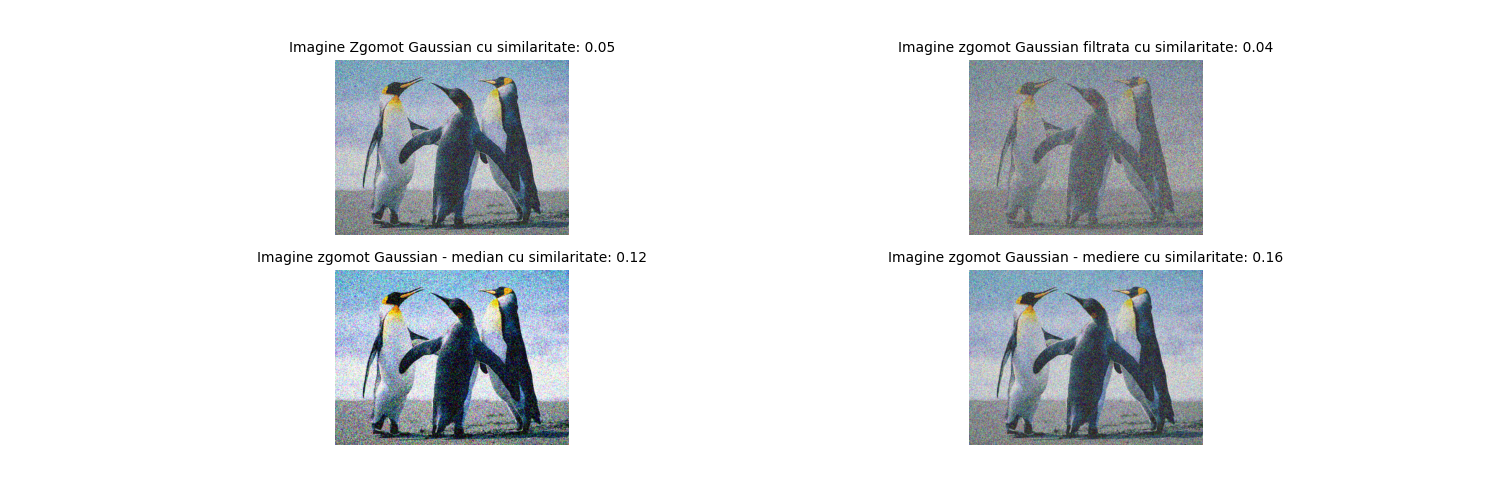 Imagine Zgomot Gaussian cu similaritate: 0.05
Imagine zgomot Gaussian filtrata cu similaritate: 0.04
Imagine zgomot Gaussian - median cu similaritate: 0.12
Imagine zgomot Gaussian - mediere cu similaritate: 0.16